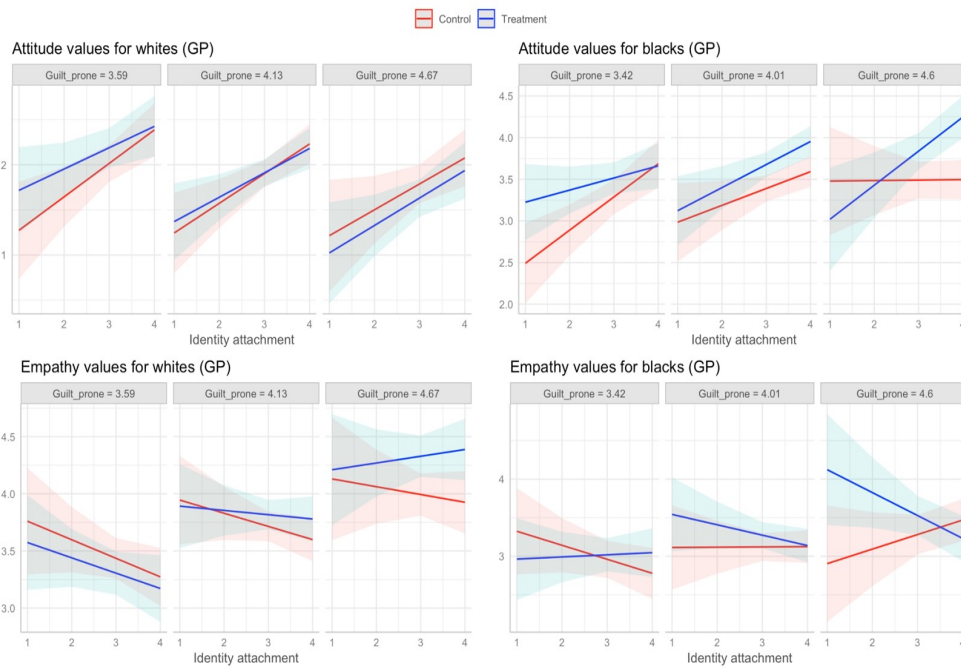 Control Treatment
Attitude values for whites (GP)
Guilt_prone = 3.59 Guilt_prone = 4.13 Guilt_prone = 4.67
2
1
1 2 3 4 1 2 3 4 1 2 3 4
Identity attachment
Attitude values for blacks (GP)
Guilt_prone = 3.42 Guilt_prone = 4.01 Guilt_prone = 4.6
4.5
4.0
3.5
3.0
2.5
2.0
1 2 3 4 1 2 3 4 1 2 3 4
Identity attachment
Empathy values for whites (GP)
Guilt_prone = 3.59 Guilt_prone = 4.13 Guilt_prone = 4.67
4.5
4.0
3.5
3.0
1 2 3 4 1 2 3 4 1 2 3 4
Identity attachment
Empathy values for blacks (GP)
Guilt_prone = 3.42 Guilt_prone = 4.01 Guilt_prone = 4.6
4
3
1 2 3 4 1 2 3 4 1 2 3 4
Identity attachment